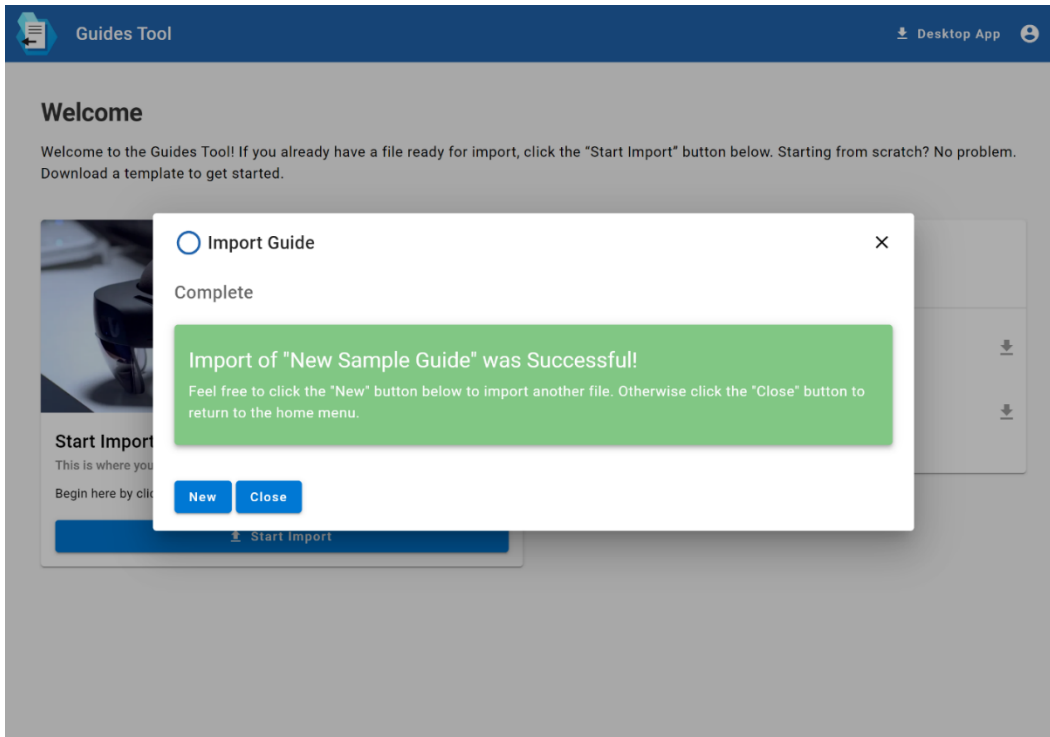 Guides Tool
Desktop App
Welcome
Welcome to the Guides Tool! If you already have a file ready for import, click the "Start Import" button below. Starting from scratch? No problem.
Download a template to get started.
Import Guide
Complete
Import of "New Sample Guide" was Successful!
Feel free to click the "New" button below to import another file. Otherwise click the "Close" button to
return to the home menu.
New Close
Start Import
This is where you
Begin here by
Start Import